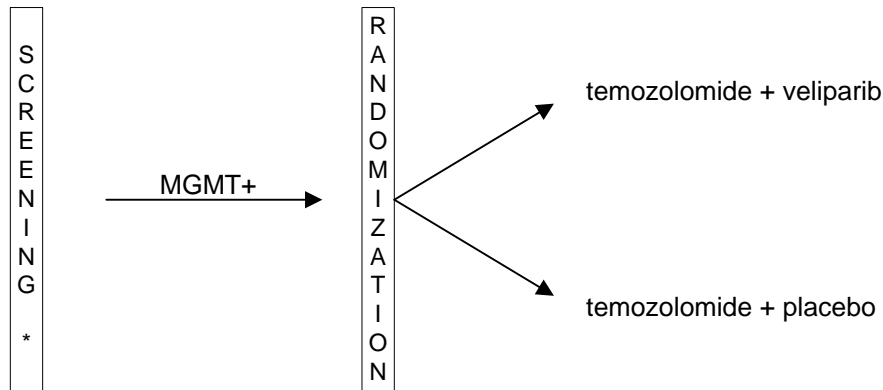 SCREENING *
MGMT+
RANDOMIZATION
temozolomide + veliparib
temozolomide + placebo